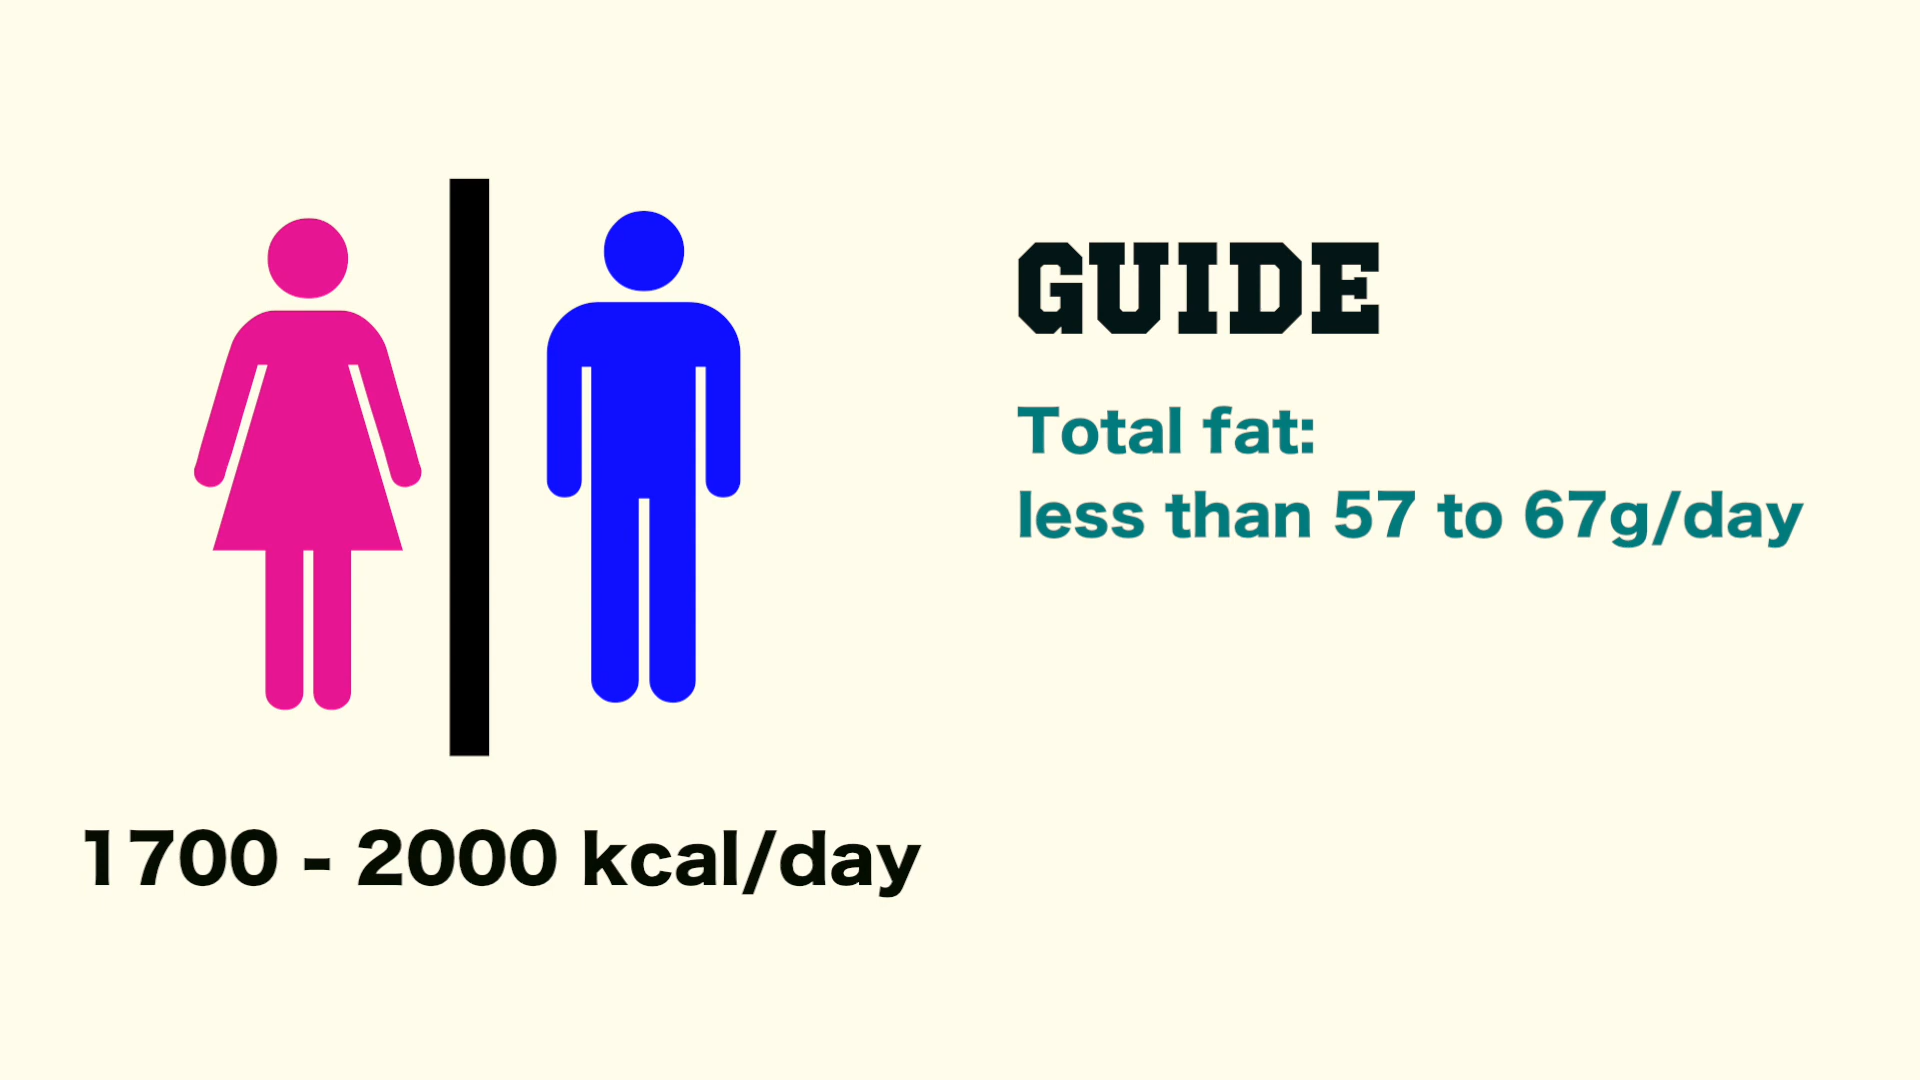 GUIDE
Total fat:
less than 57 to 67g/day
1700 - 2000 kcal/day